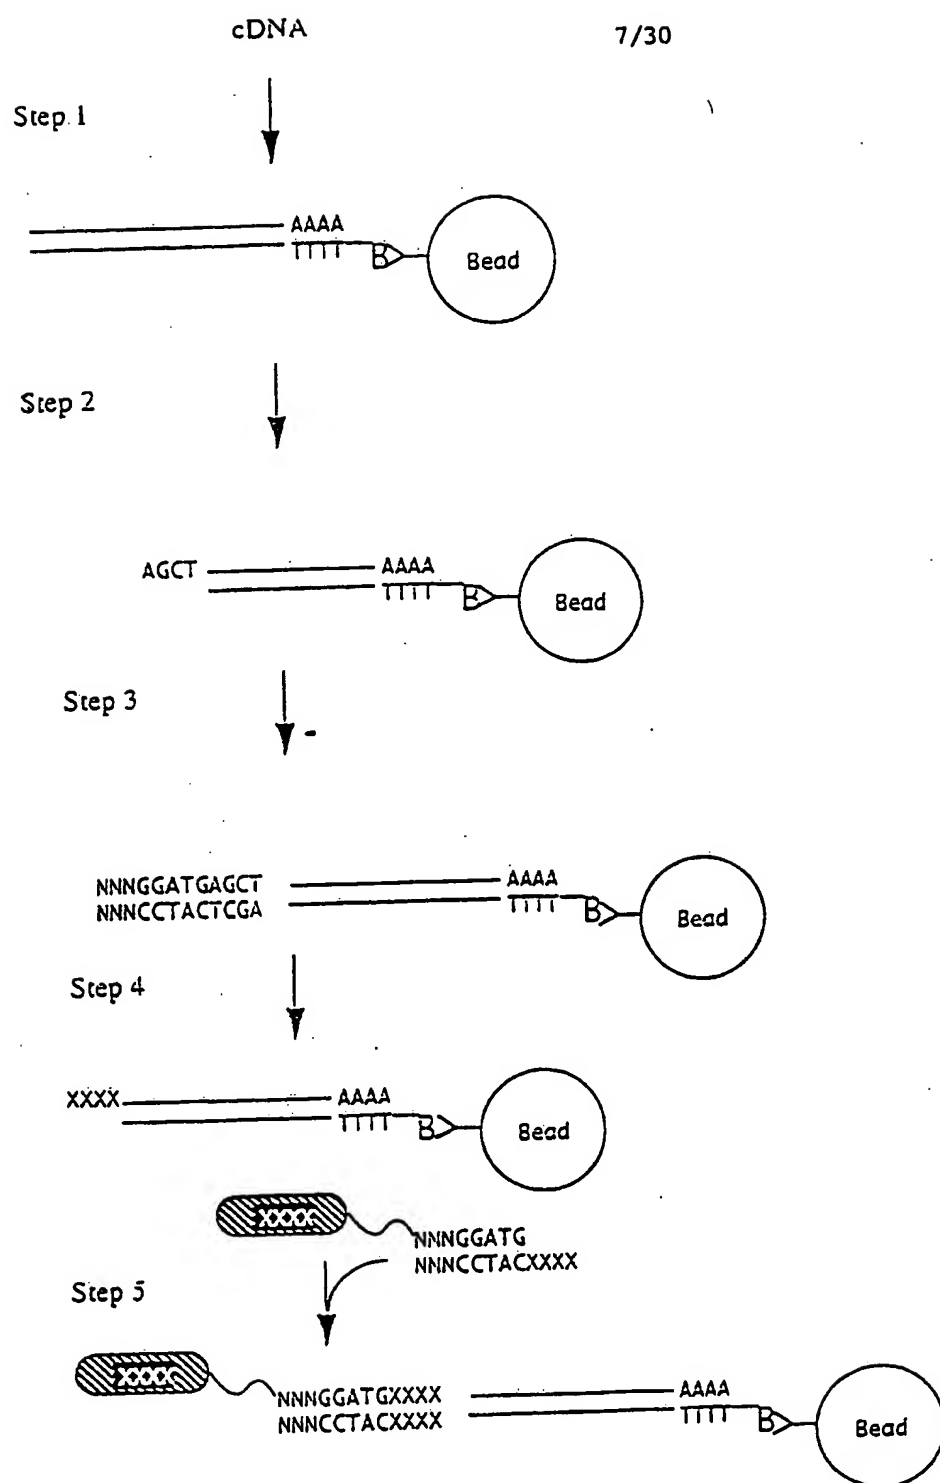 cDNA 7/30
Step 1
AAAA
TTTT B Bead
Step 2
AGCT AAAA
TTTT B Bead
Step 3
NNNGGATGAGCT AAAA
NNNCCTACTCGA TTTT B Bead
Step 4
XXXX AAAA
TTTT B Bead
XXXX
NNNGGATG
NNNCCTACXXXX
Step 5
XXXX
NNNGGATGXXXX AAAA
NNNCCTACXXXX TTTT B Bead